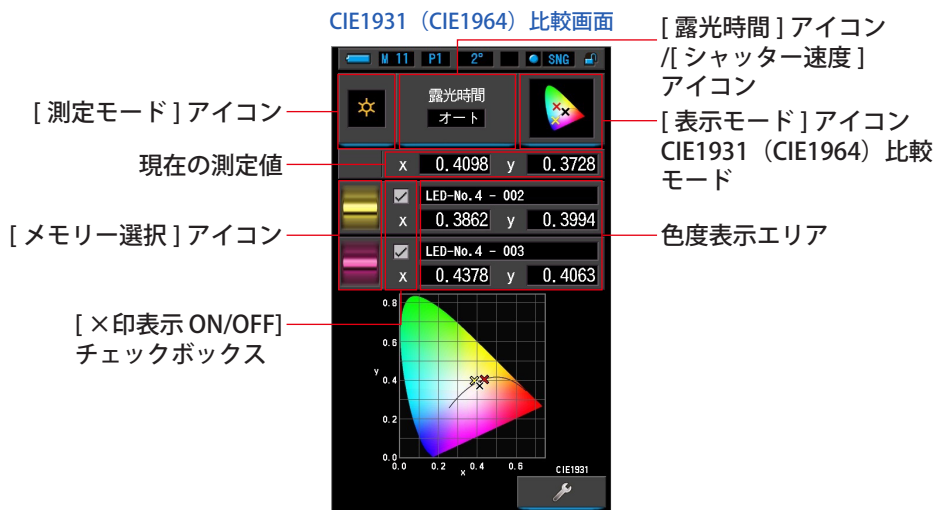 CIE1931（CIE1964）比較画面
[ 露光時間 ] アイコン
/[ シャッター速度 ]
アイコン
M 11 P1 2° SNG
[ 測定モード ] アイコン
露光時間
オート
[ 表示モード ] アイコン
CIE1931（CIE1964）比較
モード
現在の測定値
x 0.4098 y 0.3728
LED-No.4 - 002
x 0.3862 y 0.3994
[ メモリー選択 ] アイコン
色度表示エリア
LED-No.4 - 003
x 0.4378 y 0.4063
[ ×印表示 ON/OFF]
チェックボックス
0.8
0.6
y
0.4
0.2
0.0
0.0 0.2 x 0.4 0.6
CIE1931